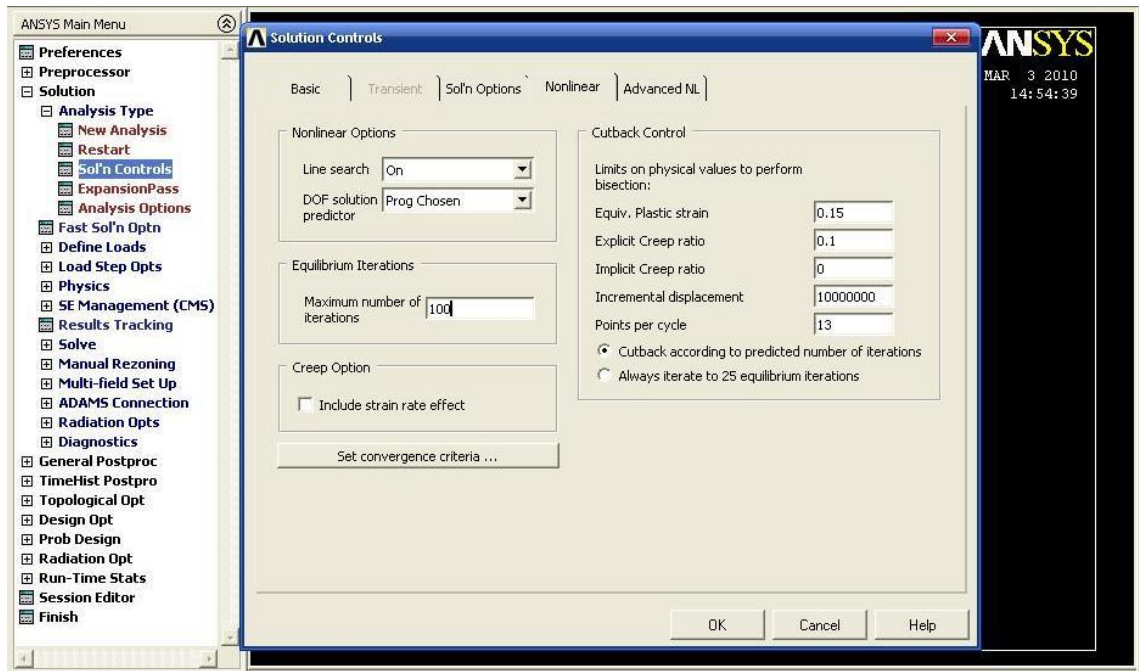 ANSYS Main Menu
Preferences
Preprocessor
Solution
Analysis Type
New Analysis
Restart
Sol'n Controls
ExpansionPass
Analysis Options
Fast Sol'n Optn
Define Loads
Load Step Opts
Physics
SE Management (CMS)
Results Tracking
Solve
Manual Rezoning
Multi-field Set Up
ADAMS Connection
Radiation Opts
Diagnostics
General Postproc
TimeHist Postpro
Topological Opt
Design Opt
Prob Design
Radiation Opt
Run-Time Stats
Session Editor
Finish
Solution Controls
Basic
Transient
Sol'n Options
Nonlinear
Advanced NL
Nonlinear Options
Line search On
DOF solution Prog Chosen
predictor
Equilibrium Iterations
Maximum number of 100
iterations
Creep Option
Include strain rate effect
Set convergence criteria ...
Cutback Control
Limits on physical values to perform
bisection:
Equiv. Plastic strain 0.15
Explicit Creep ratio 0.1
Implicit Creep ratio 0
Incremental displacement 10000000
Points per cycle 13
Cutback according to predicted number of iterations
Always iterate to 25 equilibrium iterations
OK
Cancel
Help
ANSYS
MAR 3 2010
14:54:39